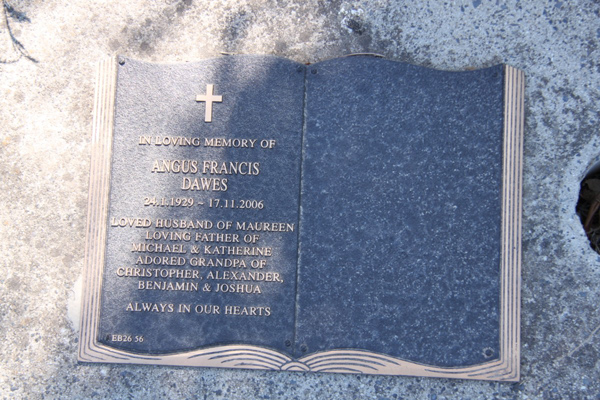 IN LOVING MEMORY OF
ANGUS FRANCIS
DAWES
24.1.1929 – 17.11.2006
LOVED HUSBAND OF MAUREEN
LOVING FATHER OF
MICHAEL & KATHERINE
ADORED GRANDPA OF
CHRISTOPHER, ALEXANDER,
BENJAMIN & JOSHUA
ALWAYS IN OUR HEARTS
EB26 56